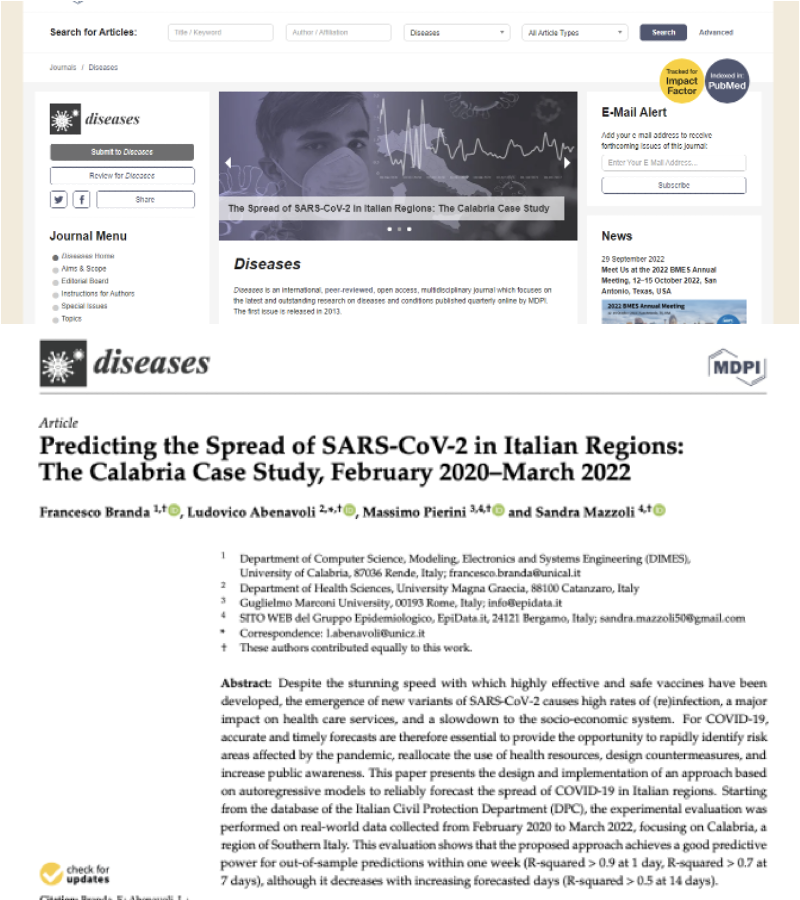 Search for Articles:
Title / Keyword
Author / Affiliation
Diseases
All Article Types
Search
Advanced
Journals / Diseases
Tracked for
Impact
Factor
Indexed in:
PubMed
diseases
Submit to Diseases
Review for Diseases
Share
Journal Menu
Diseases Home
Aims & Scope
Editorial Board
Instructions for Authors
Special Issues
Topics
The Spread of SARS-CoV-2 in Italian Regions: The Calabria Case Study
Diseases
Diseases is an international, peer-reviewed, open access, multidisciplinary journal which focuses on
the latest and outstanding research on diseases and conditions published quarterly online by MDPI.
The first issue is released in 2013.
E-Mail Alert
Add your e-mail address to receive
forthcoming issues of this journal:
Enter Your E-Mail Address...
Subscribe
News
29 September 2022
Meet Us at the 2022 BMES Annual
Meeting, 12–15 October 2022, San
Antonio, Texas, USA
2022 BMES Annual Meeting
diseases
MDPI
Article
Predicting the Spread of SARS-CoV-2 in Italian Regions:
The Calabria Case Study, February 2020–March 2022
Francesco Branda 1,†, Ludovico Abenavoli 2,*,†, Massimo Pierini 3,4,† and Sandra Mazzoli 4,†
1 Department of Computer Science, Modeling, Electronics and Systems Engineering (DIMES),
University of Calabria, 87036 Rende, Italy; francesco.branda@unical.it
2 Department of Health Sciences, University Magna Graecia, 88100 Catanzaro, Italy
3 Guglielmo Marconi University, 00193 Rome, Italy; info@epidata.it
4 SITO WEB del Gruppo Epidemiologico, EpiData.it, 24121 Bergamo, Italy; sandra.mazzoli50@gmail.com
* Correspondence: l.abenavoli@unicz.it
† These authors contributed equally to this work.
Abstract: Despite the stunning speed with which highly effective and safe vaccines have been
developed, the emergence of new variants of SARS-CoV-2 causes high rates of (re)infection, a major
impact on health care services, and a slowdown to the socio-economic system. For COVID-19,
accurate and timely forecasts are therefore essential to provide the opportunity to rapidly identify risk
areas affected by the pandemic, reallocate the use of health resources, design countermeasures, and
increase public awareness. This paper presents the design and implementation of an approach based
on autoregressive models to reliably forecast the spread of COVID-19 in Italian regions. Starting
from the database of the Italian Civil Protection Department (DPC), the experimental evaluation was
performed on real-world data collected from February 2020 to March 2022, focusing on Calabria, a
region of Southern Italy. This evaluation shows that the proposed approach achieves a good predictive
power for out-of-sample predictions within one week (R-squared > 0.9 at 1 day, R-squared > 0.7 at
7 days), although it decreases with increasing forecasted days (R-squared > 0.5 at 14 days).
check for
updates
Citation: Branda, F.; Abenavoli, L.;